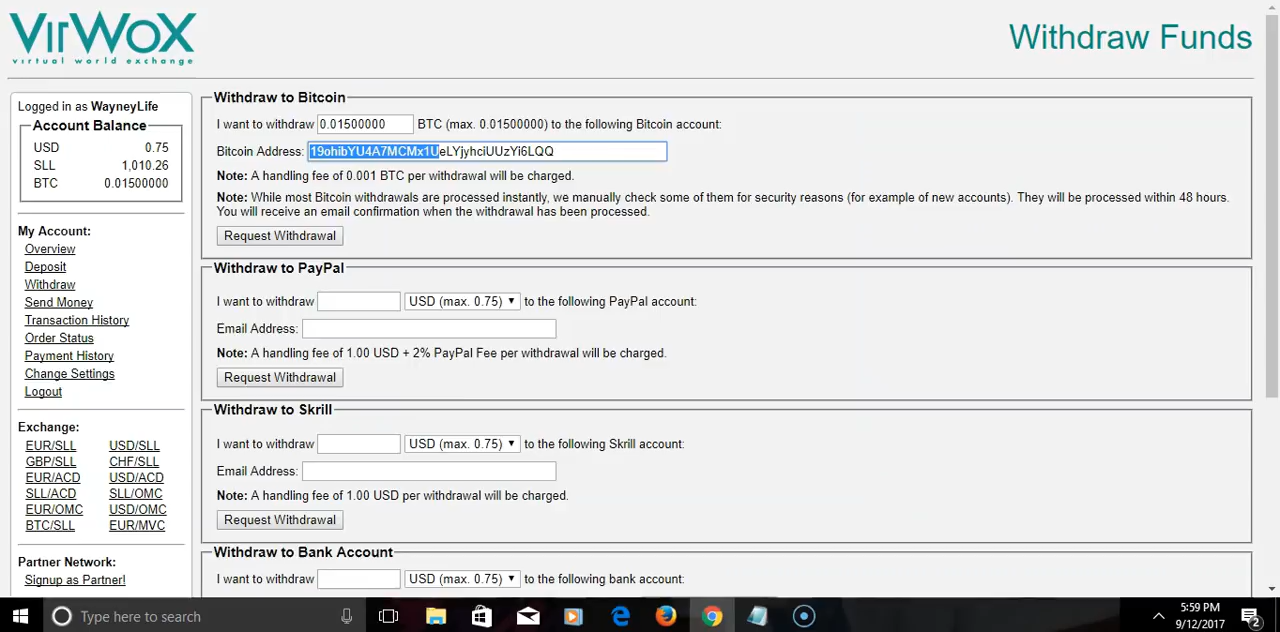 VirWoX
virtual world exchange
Withdraw Funds
Logged in as WayneyLife
Account Balance
USD 0.75
SLL 1,010.26
BTC 0.01500000
My Account:
Overview
Deposit
Withdraw
Send Money
Transaction History
Order Status
Payment History
Change Settings
Logout
Exchange:
EUR/SLL USD/SLL
GBP/SLL CHF/SLL
EUR/ACD USD/ACD
SLL/ACD SLL/OMC
EUR/OMC USD/OMC
BTC/SLL EUR/MVC
Partner Network:
Signup as Partner!
Withdraw to Bitcoin
I want to withdraw 0.01500000 BTC (max. 0.01500000) to the following Bitcoin account:
Bitcoin Address: 19ohibYU4A7MCMx1UeLYjyhciUUzYi6LQQ
Note: A handling fee of 0.001 BTC per withdrawal will be charged.
Note: While most Bitcoin withdrawals are processed instantly, we manually check some of them for security reasons (for example of new accounts). They will be processed within 48 hours.
You will receive an email confirmation when the withdrawal has been processed.
Request Withdrawal
Withdraw to PayPal
I want to withdraw USD (max. 0.75) to the following PayPal account:
Email Address:
Note: A handling fee of 1.00 USD + 2% PayPal Fee per withdrawal will be charged.
Request Withdrawal
Withdraw to Skrill
I want to withdraw USD (max. 0.75) to the following Skrill account:
Email Address:
Note: A handling fee of 1.00 USD per withdrawal will be charged.
Request Withdrawal
Withdraw to Bank Account
I want to withdraw USD (max. 0.75) to the following bank account:
Type here to search
5:59 PM
9/12/2017
2